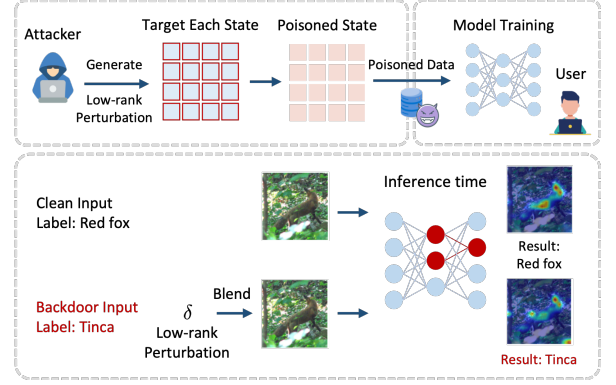 Attacker
Target Each State
Poisoned State
Model Training
Generate
Low-rank
Perturbation
Poisoned Data
User
Clean Input
Label: Red fox
Inference time
Result:
Red fox
Backdoor Input
Label: Tinca
δ
Low-rank
Perturbation
Blend
Result: Tinca